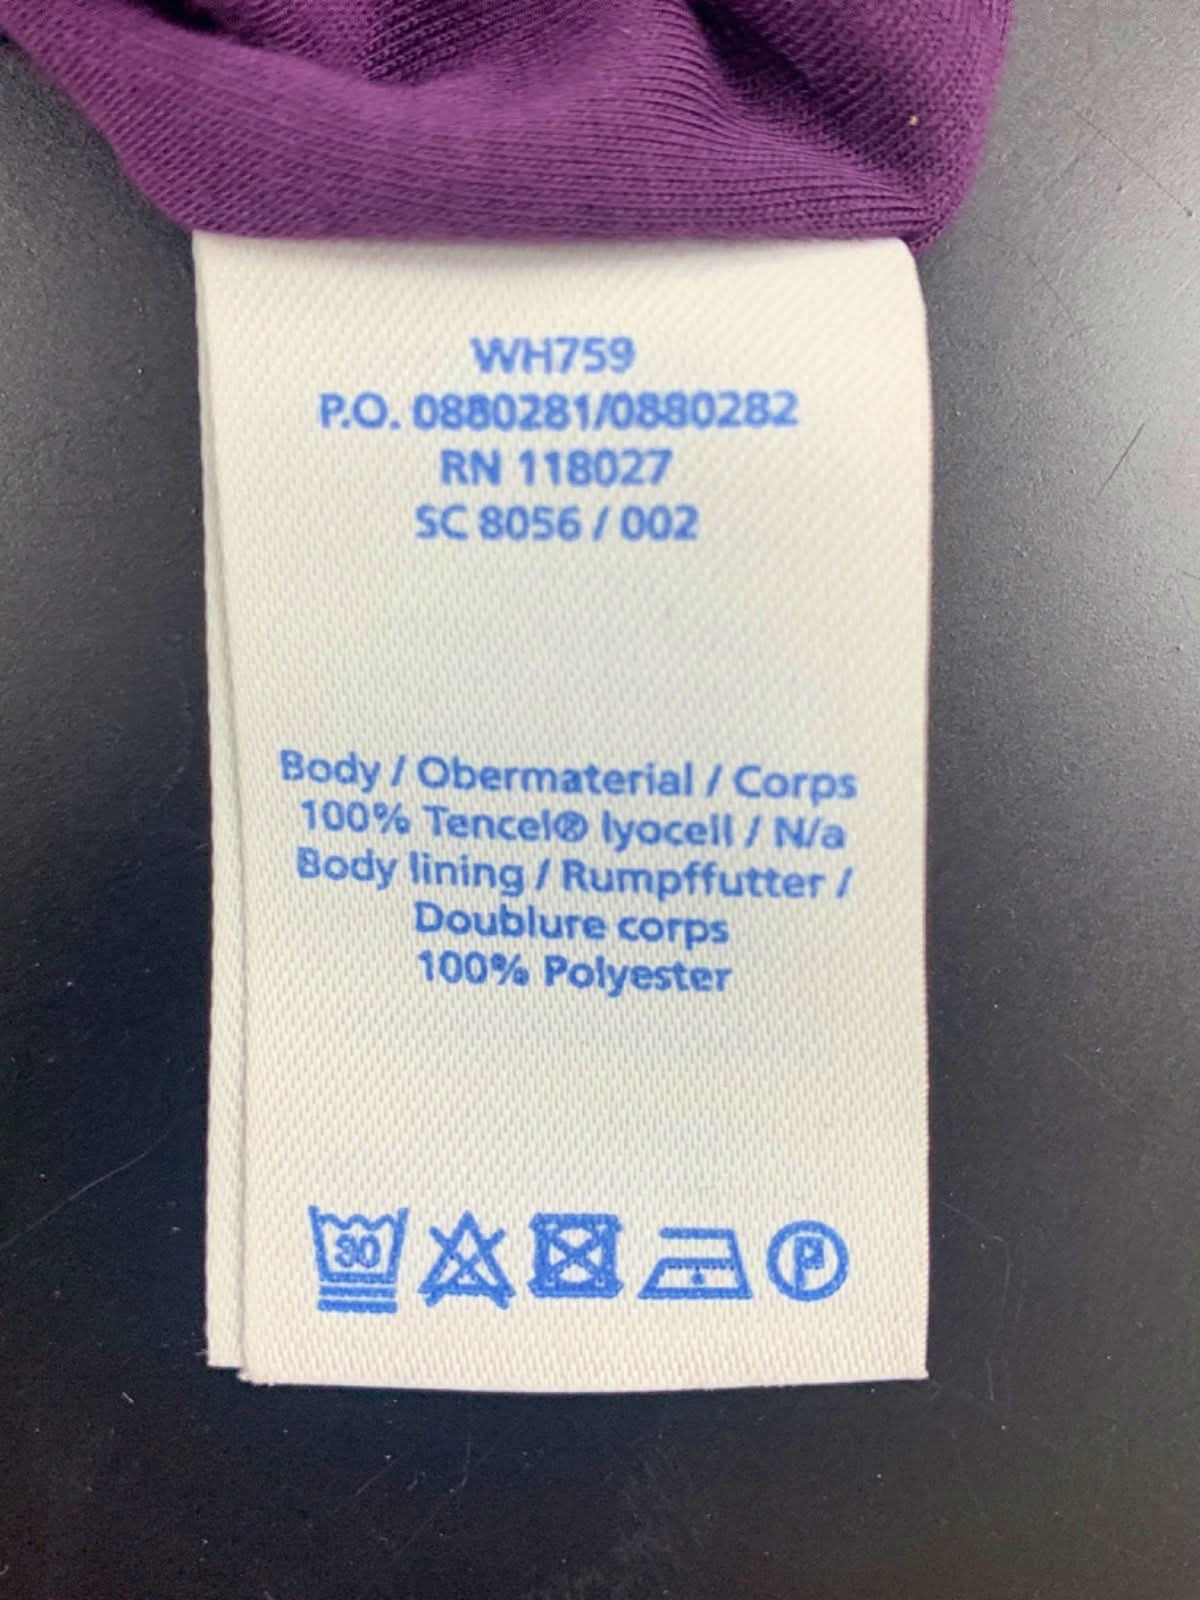 WH759
P.O. 0880281/0880282
RN 118027
SC 8056 / 002
Body / Obermaterial / Corps
100% Tencel® lyocell / N/a
Body lining / Rumpffutter /
Doublure corps
100% Polyester
30
P